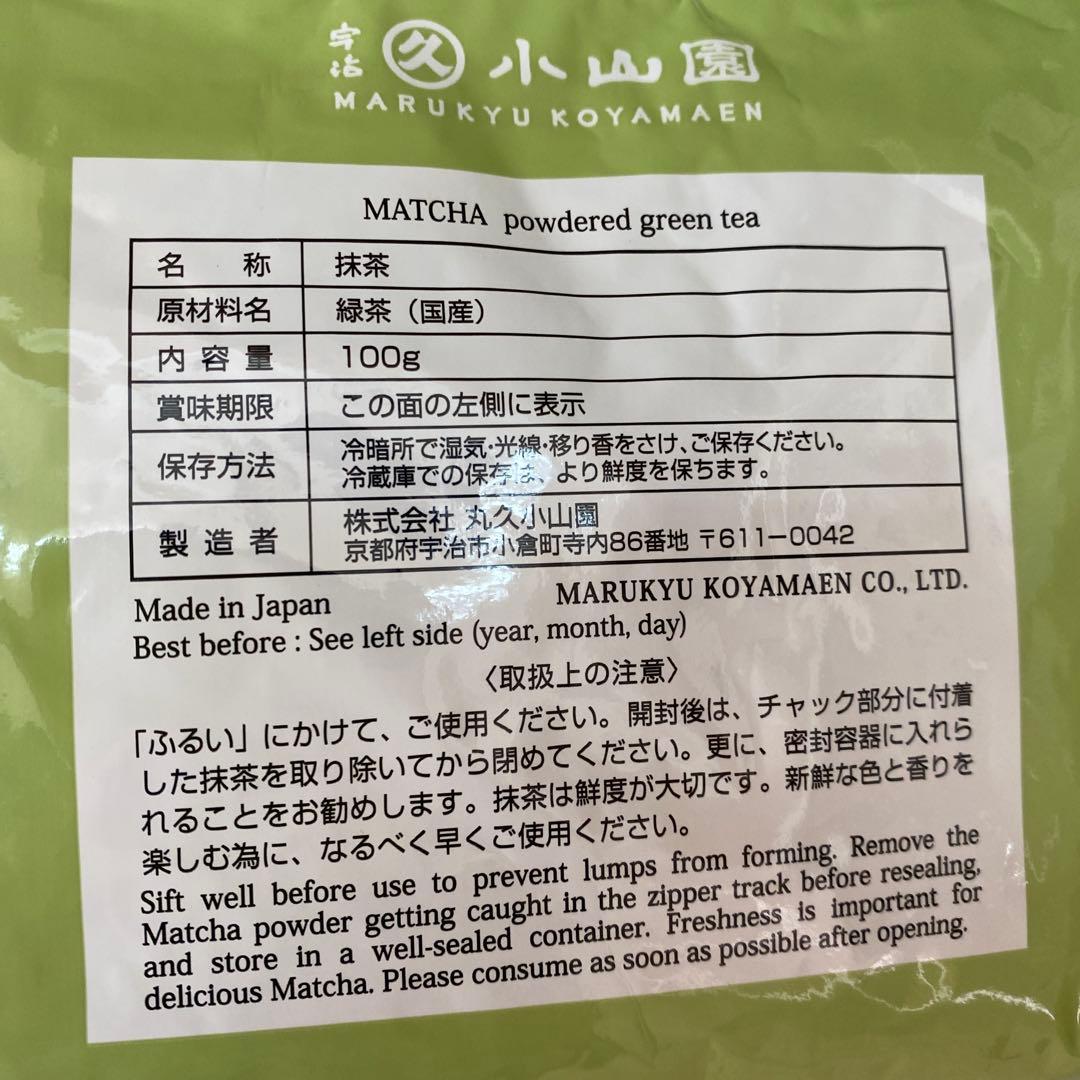 宇治 久 小山園
MARUKYU KOYAMAEN
MATCHA powdered green tea
名称 抹茶
原材料名 緑茶（国産）
内容量 100g
賞味期限 この面の左側に表示
保存方法 冷暗所で湿気・光線・移り香をさけ、ご保存ください。
冷蔵庫での保存は、より鮮度を保ちます。
製造者 株式会社 丸久小山園
京都府宇治市小倉町寺内86番地 〒611-0042
Made in Japan MARUKYU KOYAMAEN CO., LTD.
Best before : See left side (year, month, day)
〈取扱上の注意〉
「ふるい」にかけて、ご使用ください。開封後は、チャック部分に付着
した抹茶を取り除いてから閉めてください。更に、密封容器に入れら
れることをお勧めします。抹茶は鮮度が大切です。新鮮な色と香りを
楽しむ為に、なるべく早くご使用ください。
Sift well before use to prevent lumps from forming. Remove the
Matcha powder getting caught in the zipper track before resealing,
and store in a well-sealed container. Freshness is important for
delicious Matcha. Please consume as soon as possible after opening.